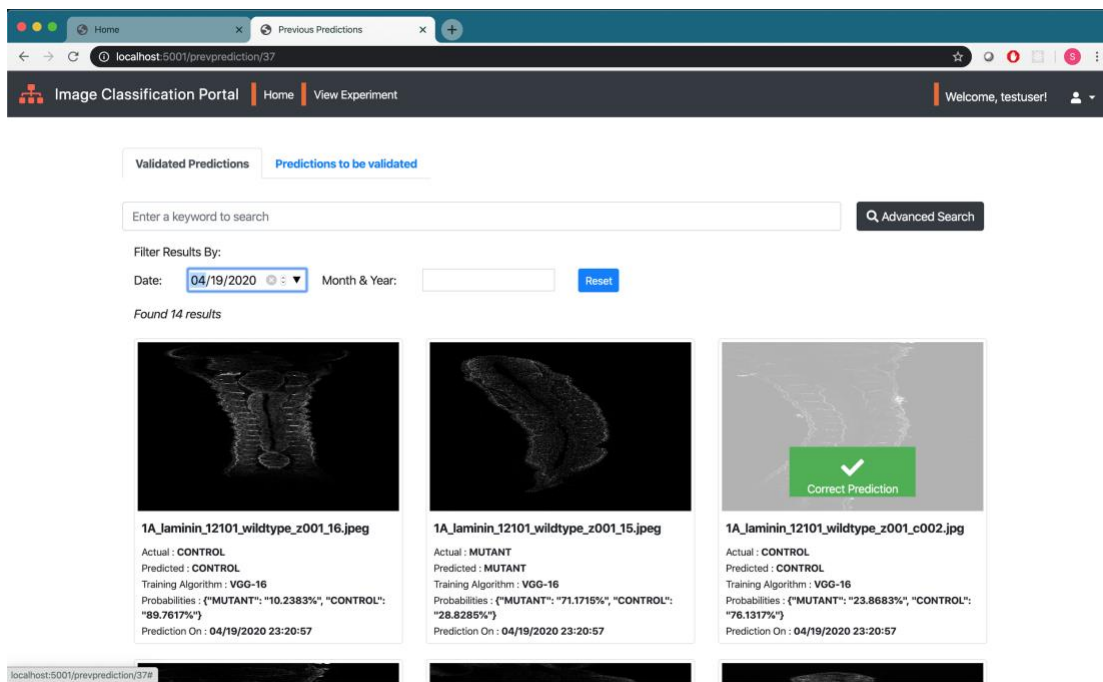 Home
Previous Predictions
localhost:5001/prevprediction/37
S
Image Classification Portal Home View Experiment Welcome, testuser!
Validated Predictions Predictions to be validated
Enter a keyword to search Advanced Search
Filter Results By:
Date: 04/19/2020 Month & Year: Reset
Found 14 results
Correct Prediction
1A_laminin_12101_wildtype_z001_16.jpeg
Actual : CONTROL
Predicted : CONTROL
Training Algorithm : VGG-16
Probabilities : {"MUTANT": "10.2383%", "CONTROL":
"89.7617%"}
Prediction On : 04/19/2020 23:20:57
1A_laminin_12101_wildtype_z001_15.jpeg
Actual : MUTANT
Predicted : MUTANT
Training Algorithm : VGG-16
Probabilities : {"MUTANT": "71.1715%", "CONTROL":
"28.8285%"}
Prediction On : 04/19/2020 23:20:57
1A_laminin_12101_wildtype_z001_c002.jpg
Actual : CONTROL
Predicted : CONTROL
Training Algorithm : VGG-16
Probabilities : {"MUTANT": "23.8683%", "CONTROL":
"76.1317%"}
Prediction On : 04/19/2020 23:20:57
localhost:5001/prevprediction/37#